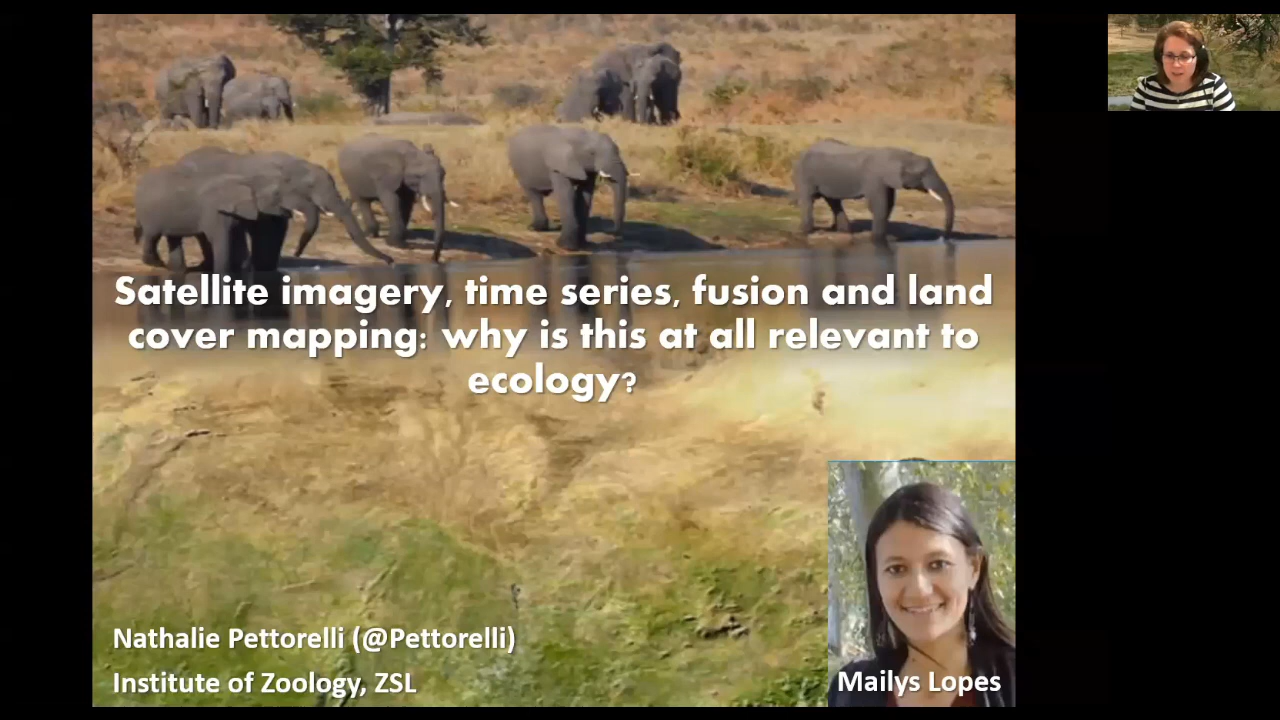 Satellite imagery, time series, fusion and land
cover mapping: why is this at all relevant to
ecology?
Nathalie Pettorelli (@Pettorelli)
Institute of Zoology, ZSL
Mailys Lopes